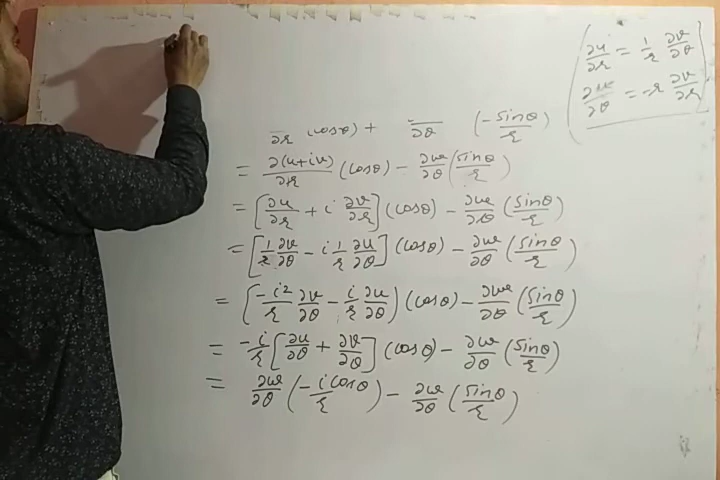 ∂u/∂r = 1/r ∂v/∂θ
∂u/∂θ = -r ∂v/∂r
∂r (cosθ) + ∂θ (-sinθ/r)
= ∂(u+iv)/∂r (cosθ) - ∂w/∂θ (sinθ/r)
= [∂u/∂r + i ∂v/∂r] (cosθ) - ∂w/∂θ (sinθ/r)
= [1/r ∂v/∂θ - i 1/r ∂u/∂θ] (cosθ) - ∂w/∂θ (sinθ/r)
= (-i²/r ∂v/∂θ - i/r ∂u/∂θ) (cosθ) - ∂w/∂θ (sinθ/r)
= -i/r [∂u/∂θ + ∂v/∂θ] (cosθ) - ∂w/∂θ (sinθ/r)
= ∂w/∂θ (-i cosθ/r) - ∂w/∂θ (sinθ/r)